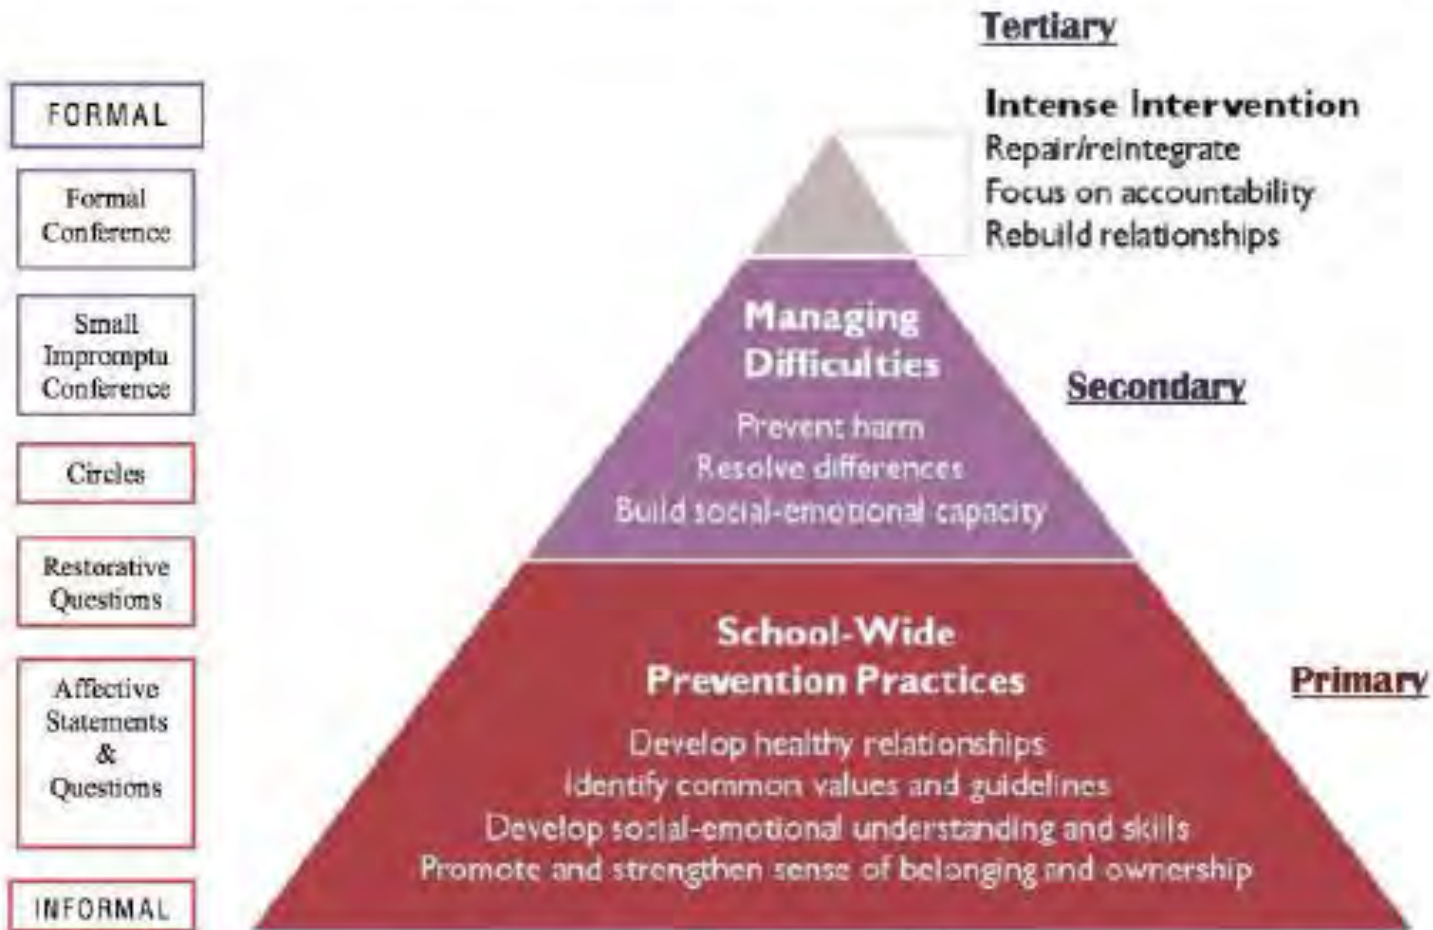 FORMAL
Formal
Conference
Small
Impromptu
Conference
Circles
Restorative
Questions
Affective
Statements
&
Questions
INFORMAL
Tertiary
Intense Intervention
Repair/reintegrate
Focus on accountability
Rebuild relationships
Managing
Difficulties
Prevent harm
Resolve differences
Build social-emotional capacity
Secondary
School-Wide
Prevention Practices
Develop healthy relationships
Identify common values and guidelines
Develop social-emotional understanding and skills
Promote and strengthen sense of belonging and ownership
Primary